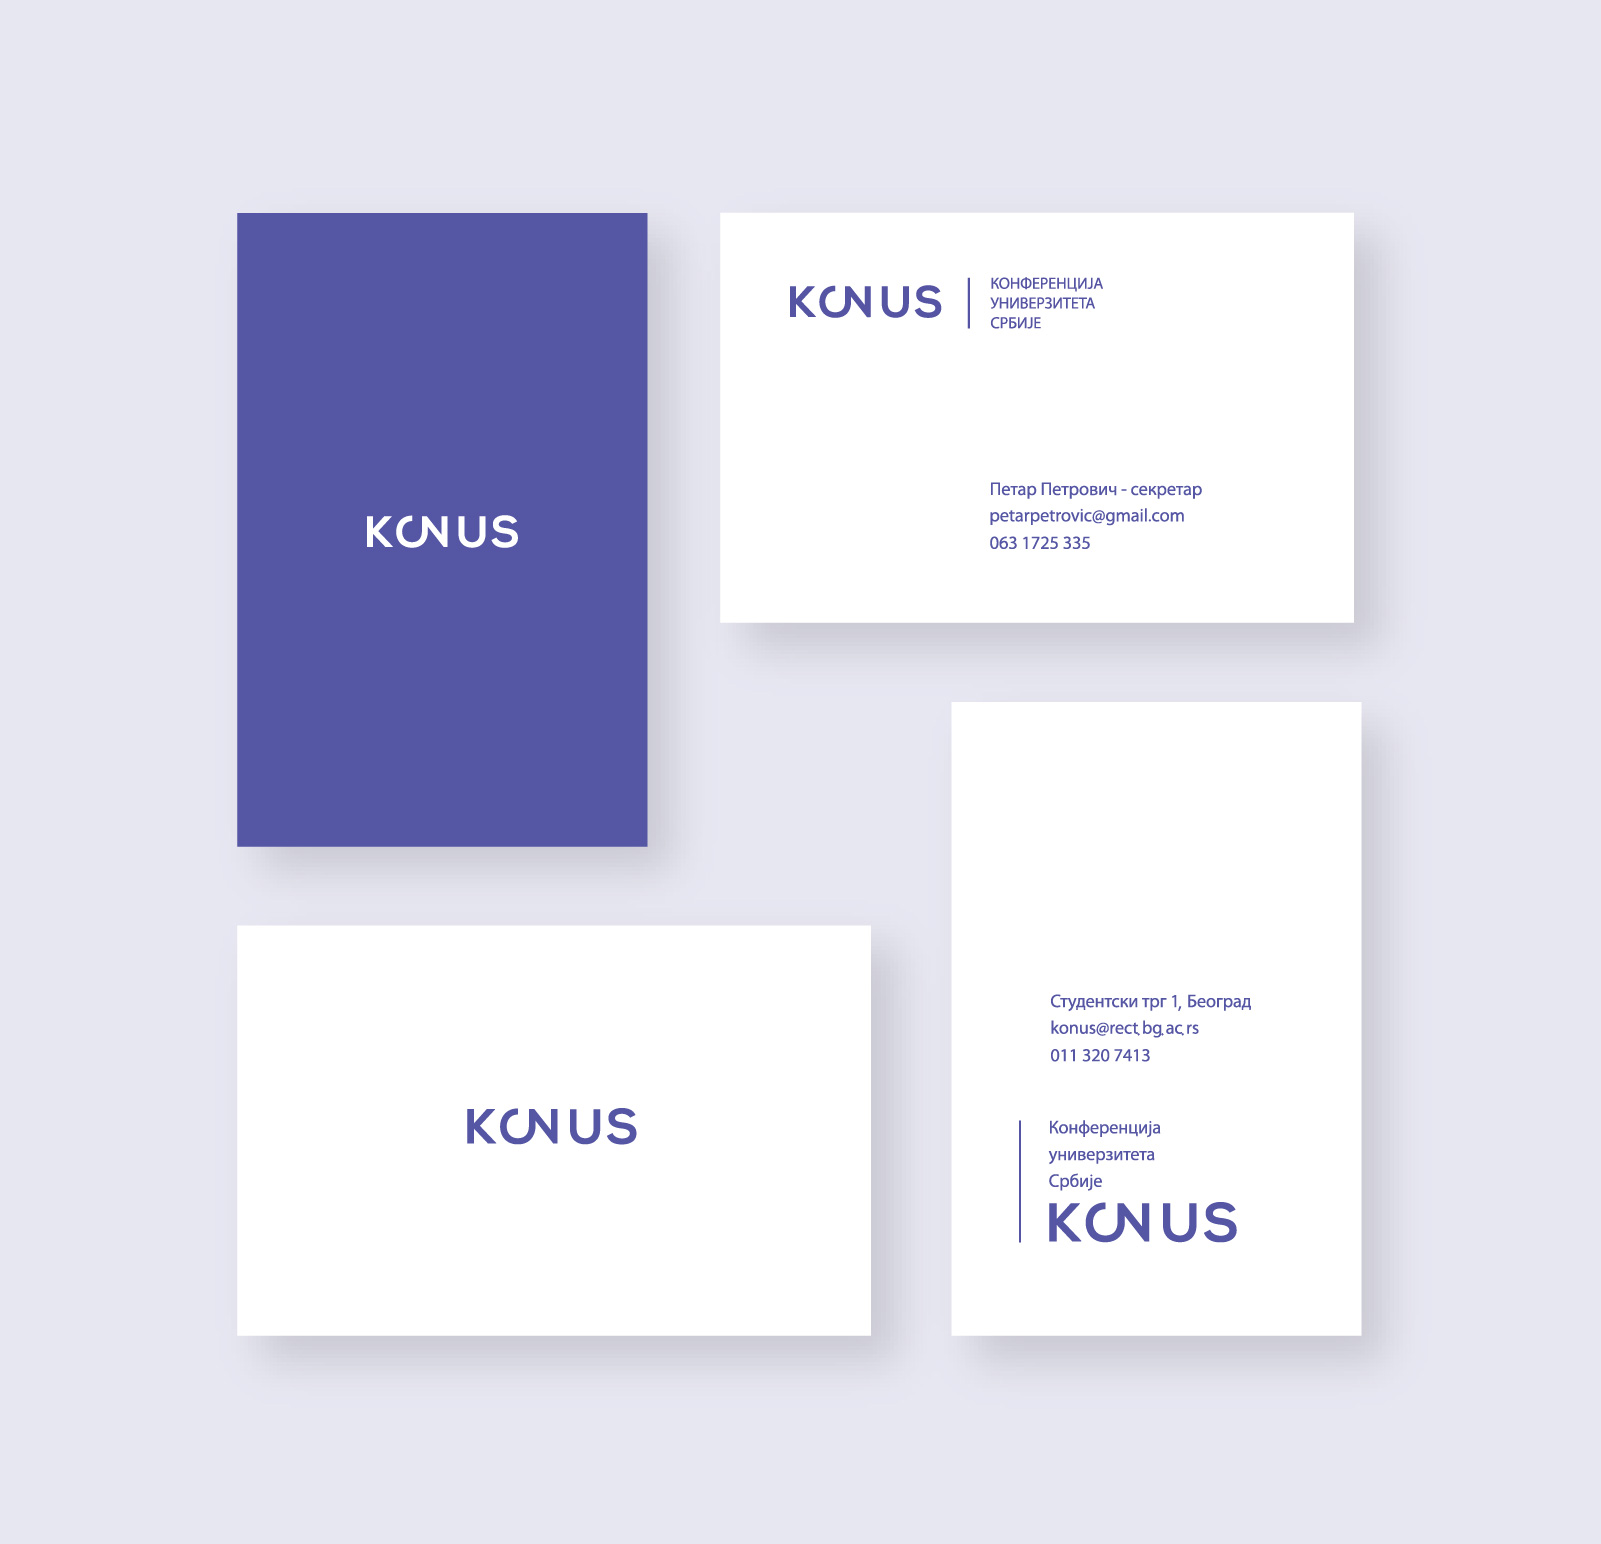 KONUS
KONUS
КОНФЕРЕНЦИЈА
УНИВЕРЗИТЕТА
СРБИЈЕ
Петар Петрович - секретар
petarpetrovic@gmail.com
063 1725 335
KONUS
Студентски трг 1, Београд
konus@rect.bg.ac.rs
011 320 7413
Конференција
универзитета
Србије
KONUS